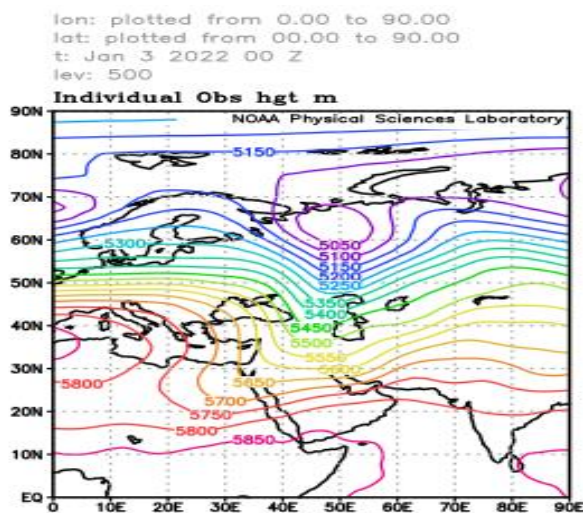 lon: plotted from 0.00 to 90.00
lat: plotted from 00.00 to 90.00
t: Jan 3 2022 00 Z
lev: 500
Individual Obs hgt m
NOAA Physical Sciences Laboratory
90N
80N
70N
60N
50N
40N
30N
20N
10N
EQ
5150
5300
5050
5100
5150
5200
5250
5350
5400
5450
5500
5550
5600
5650
5700
5750
5800
5800
5850
0
10E
20E
30E
40E
50E
60E
70E
80E
90E